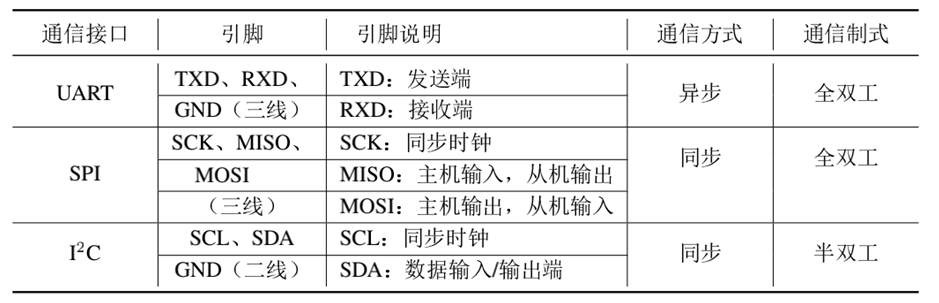 通信接口 引脚 引脚说明 通信方式 通信制式
UART TXD、RXD、 TXD：发送端 异步 全双工
GND（三线） RXD：接收端
SPI SCK、MISO、 SCK：同步时钟 同步 全双工
MOSI MISO：主机输入，从机输出
（三线） MOSI：主机输出，从机输入
I²C SCL、SDA SCL：同步时钟 同步 半双工
GND（二线） SDA：数据输入/输出端